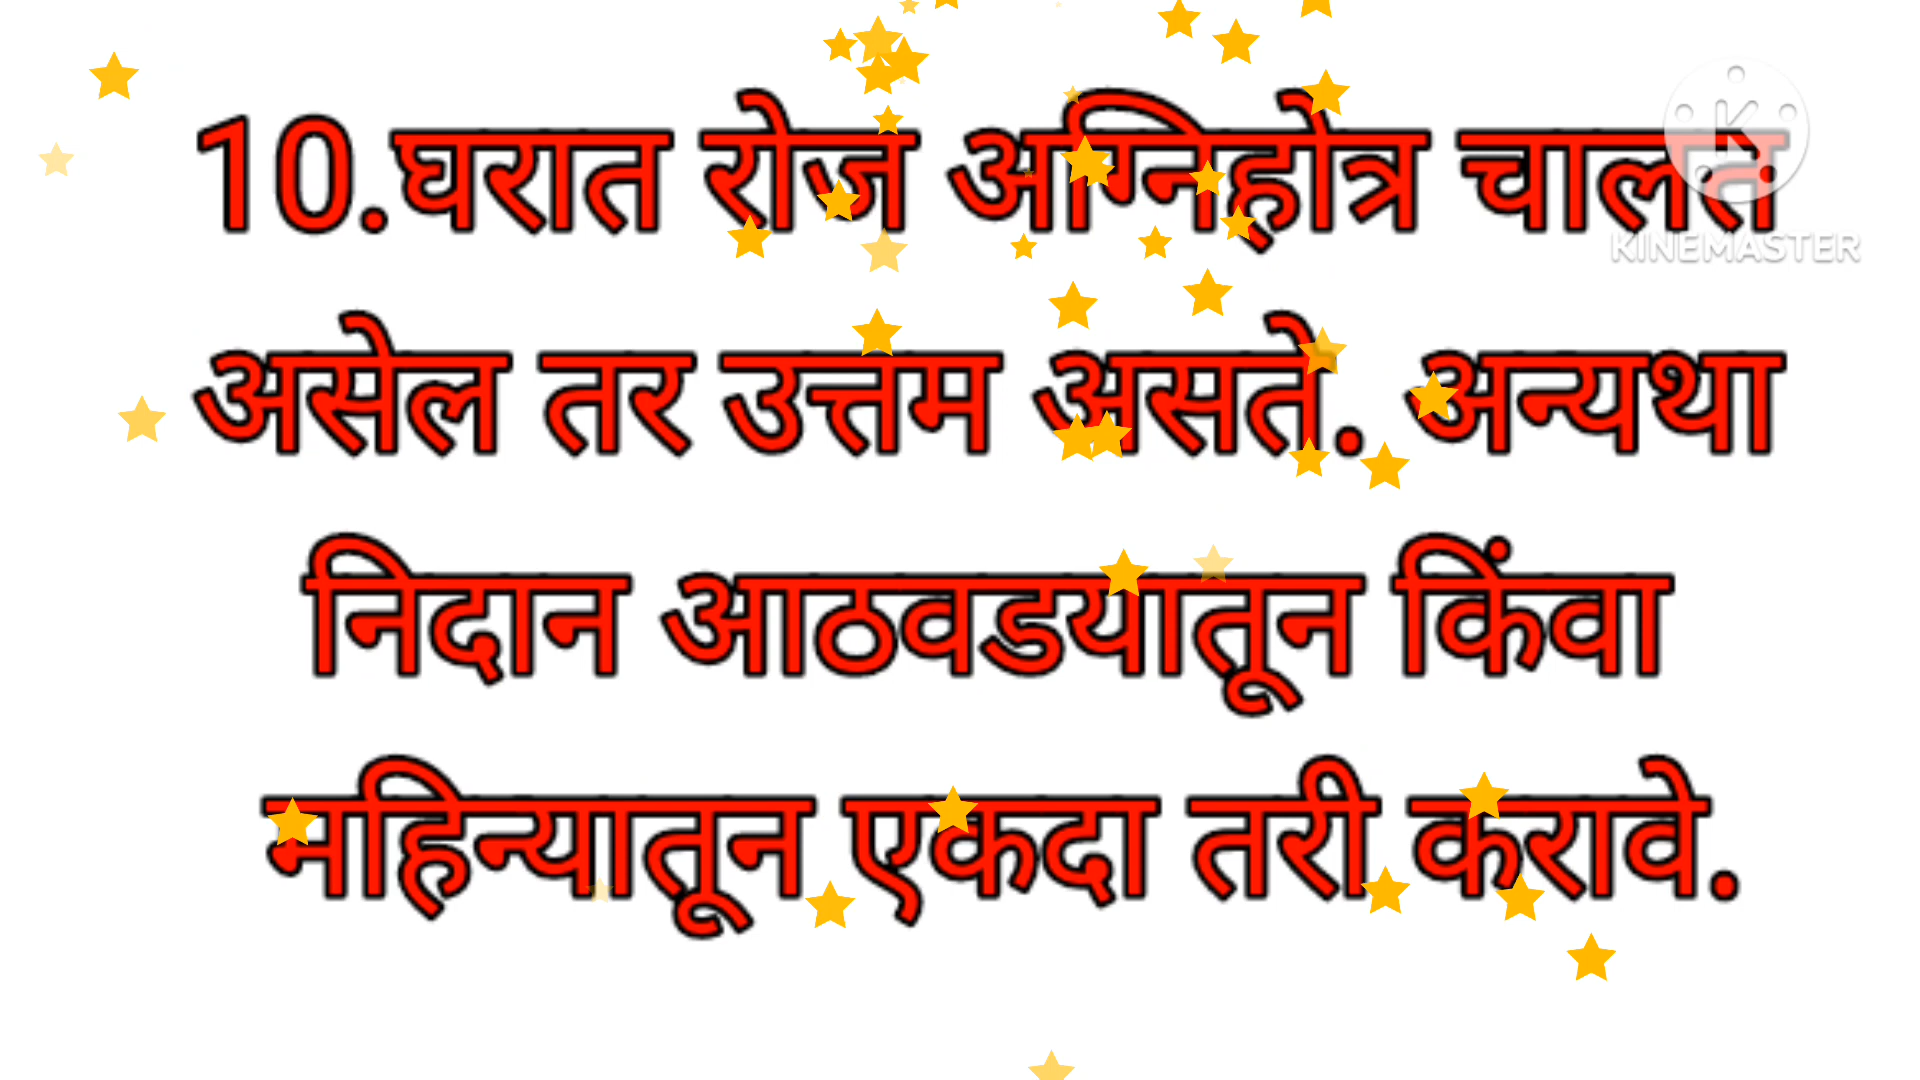 10.घरात रोज अग्निहोत्र चालत
असेल तर उत्तम असते. अन्यथा
निदान आठवडयातून किंवा
महिन्यातून एकदा तरी करावे.
KINEMASTER